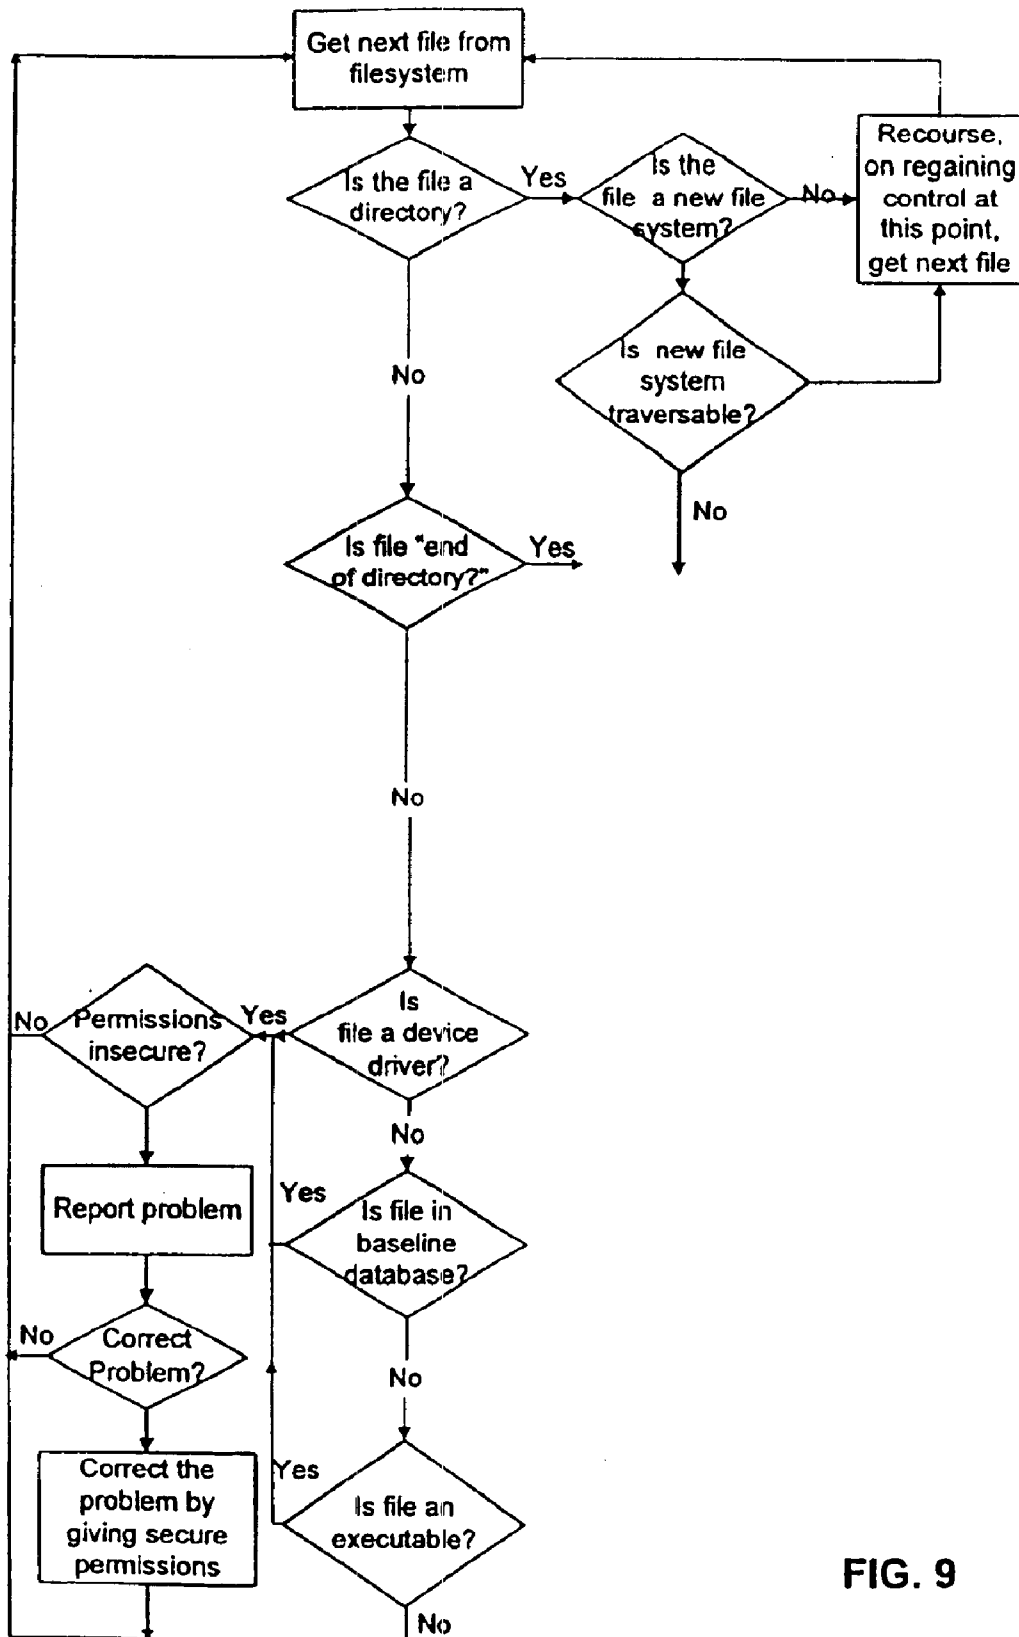 Get next file from
filesystem
Is the file a
directory?
Yes
Is the
file a new file
system?
No
Recourse,
on regaining
control at
this point,
get next file
No
Is new file
system
traversable?
No
Is file "end
of directory?"
Yes
No
No
Permissions
insecure?
Yes
Is
file a device
driver?
No
Report problem
Yes
Is file in
baseline
database?
No
Correct
Problem?
No
Correct the
problem by
giving secure
permissions
Yes
Is file an
executable?
No
FIG. 9